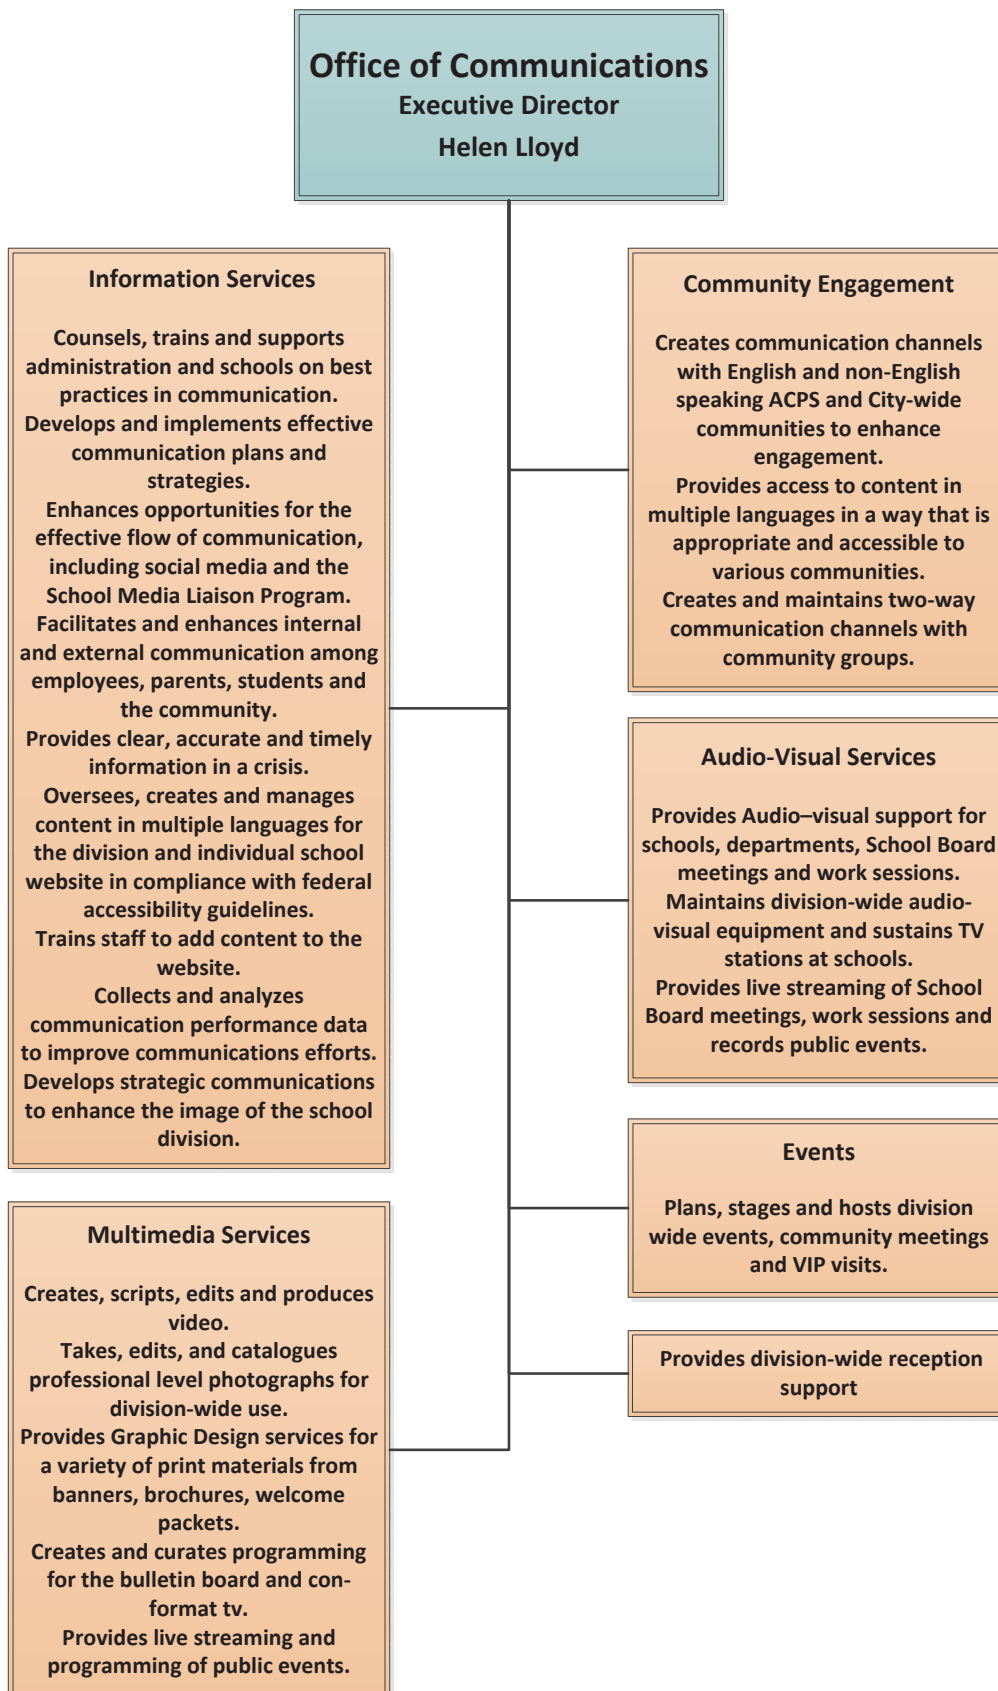 Office of Communications
Executive Director
Helen Lloyd
Information Services
Counsels, trains and supports
administration and schools on best
practices in communication.
Develops and implements effective
communication plans and
strategies.
Enhances opportunities for the
effective flow of communication,
including social media and the
School Media Liaison Program.
Facilitates and enhances internal
and external communication among
employees, parents, students and
the community.
Provides clear, accurate and timely
information in a crisis.
Oversees, creates and manages
content in multiple languages for
the division and individual school
website in compliance with federal
accessibility guidelines.
Trains staff to add content to the
website.
Collects and analyzes
communication performance data
to improve communications efforts.
Develops strategic communications
to enhance the image of the school
division.
Multimedia Services
Creates, scripts, edits and produces
video.
Takes, edits, and catalogues
professional level photographs for
division-wide use.
Provides Graphic Design services for
a variety of print materials from
banners, brochures, welcome
packets.
Creates and curates programming
for the bulletin board and con-
format tv.
Provides live streaming and
programming of public events.
Community Engagement
Creates communication channels
with English and non-English
speaking ACPS and City-wide
communities to enhance
engagement.
Provides access to content in
multiple languages in a way that is
appropriate and accessible to
various communities.
Creates and maintains two-way
communication channels with
community groups.
Audio-Visual Services
Provides Audio–visual support for
schools, departments, School Board
meetings and work sessions.
Maintains division-wide audio-
visual equipment and sustains TV
stations at schools.
Provides live streaming of School
Board meetings, work sessions and
records public events.
Events
Plans, stages and hosts division
wide events, community meetings
and VIP visits.
Provides division-wide reception
support